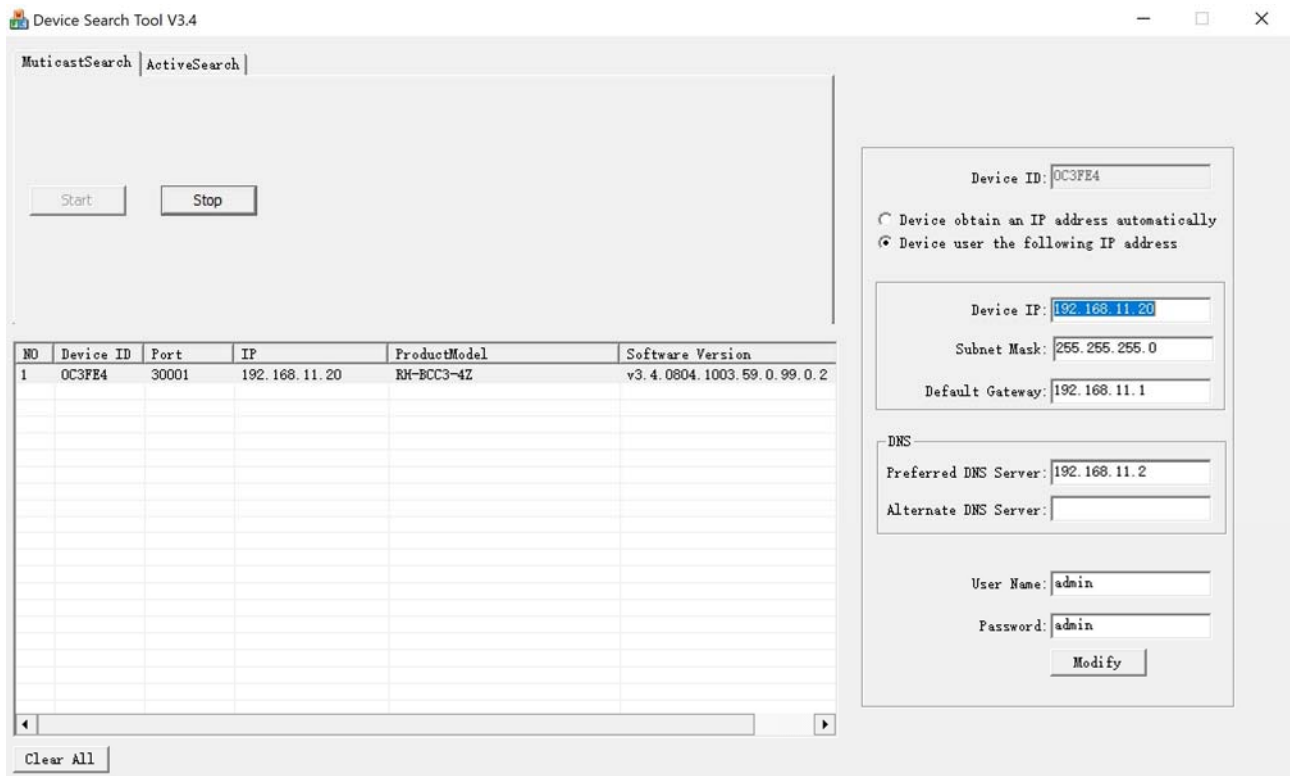 Device Search Tool V3.4
MuticastSearch ActiveSearch
Start Stop
NO Device ID Port IP ProductModel Software Version
1 0C3FE4 30001 192.168.11.20 RH-BCC3-4Z v3.4.0804.1003.59.0.99.0.2
Clear All
Device ID: 0C3FE4
Device obtain an IP address automatically
Device user the following IP address
Device IP: 192.168.11.20
Subnet Mask: 255.255.255.0
Default Gateway: 192.168.11.1
DNS
Preferred DNS Server: 192.168.11.2
Alternate DNS Server:
User Name: admin
Password: admin
Modify